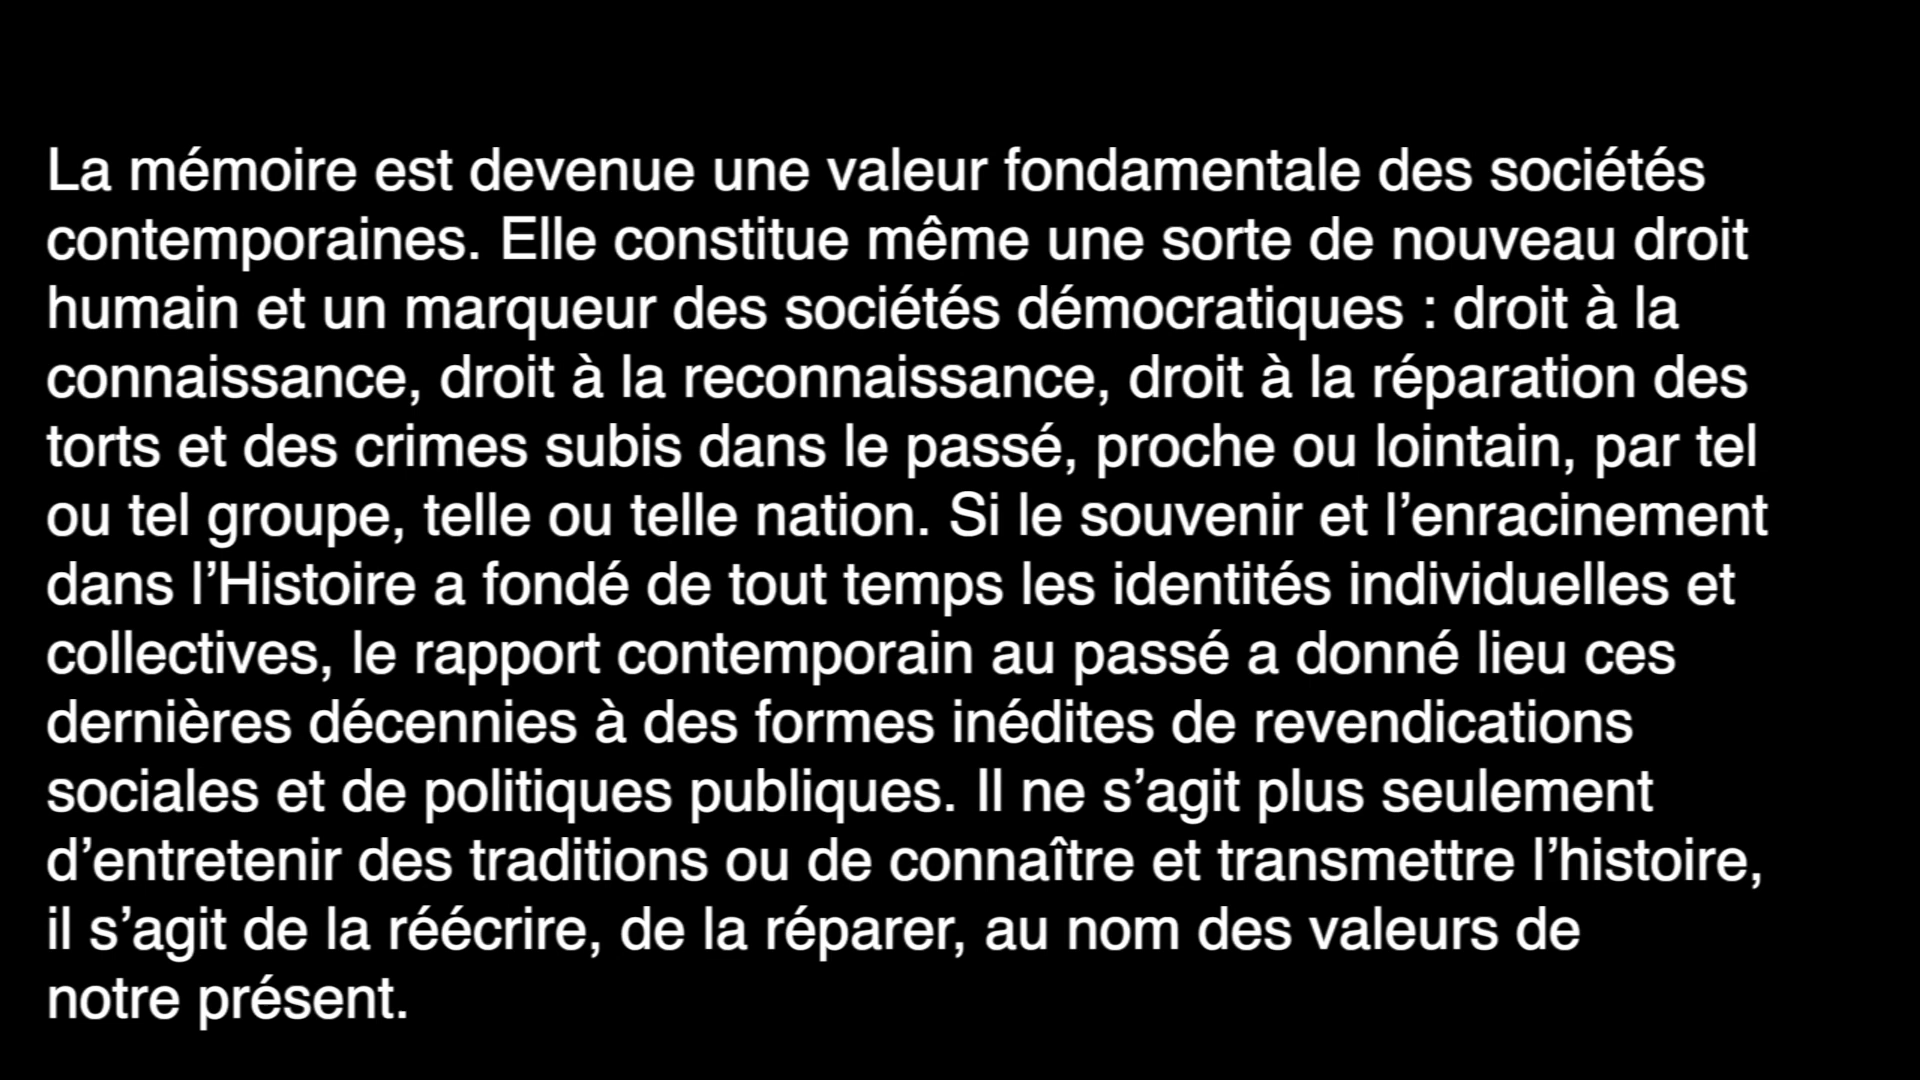 La mémoire est devenue une valeur fondamentale des sociétés
contemporaines. Elle constitue même une sorte de nouveau droit
humain et un marqueur des sociétés démocratiques : droit à la
connaissance, droit à la reconnaissance, droit à la réparation des
torts et des crimes subis dans le passé, proche ou lointain, par tel
ou tel groupe, telle ou telle nation. Si le souvenir et l’enracinement
dans l’Histoire a fondé de tout temps les identités individuelles et
collectives, le rapport contemporain au passé a donné lieu ces
dernières décennies à des formes inédites de revendications
sociales et de politiques publiques. Il ne s’agit plus seulement
d’entretenir des traditions ou de connaître et transmettre l’histoire,
il s’agit de la réécrire, de la réparer, au nom des valeurs de
notre présent.